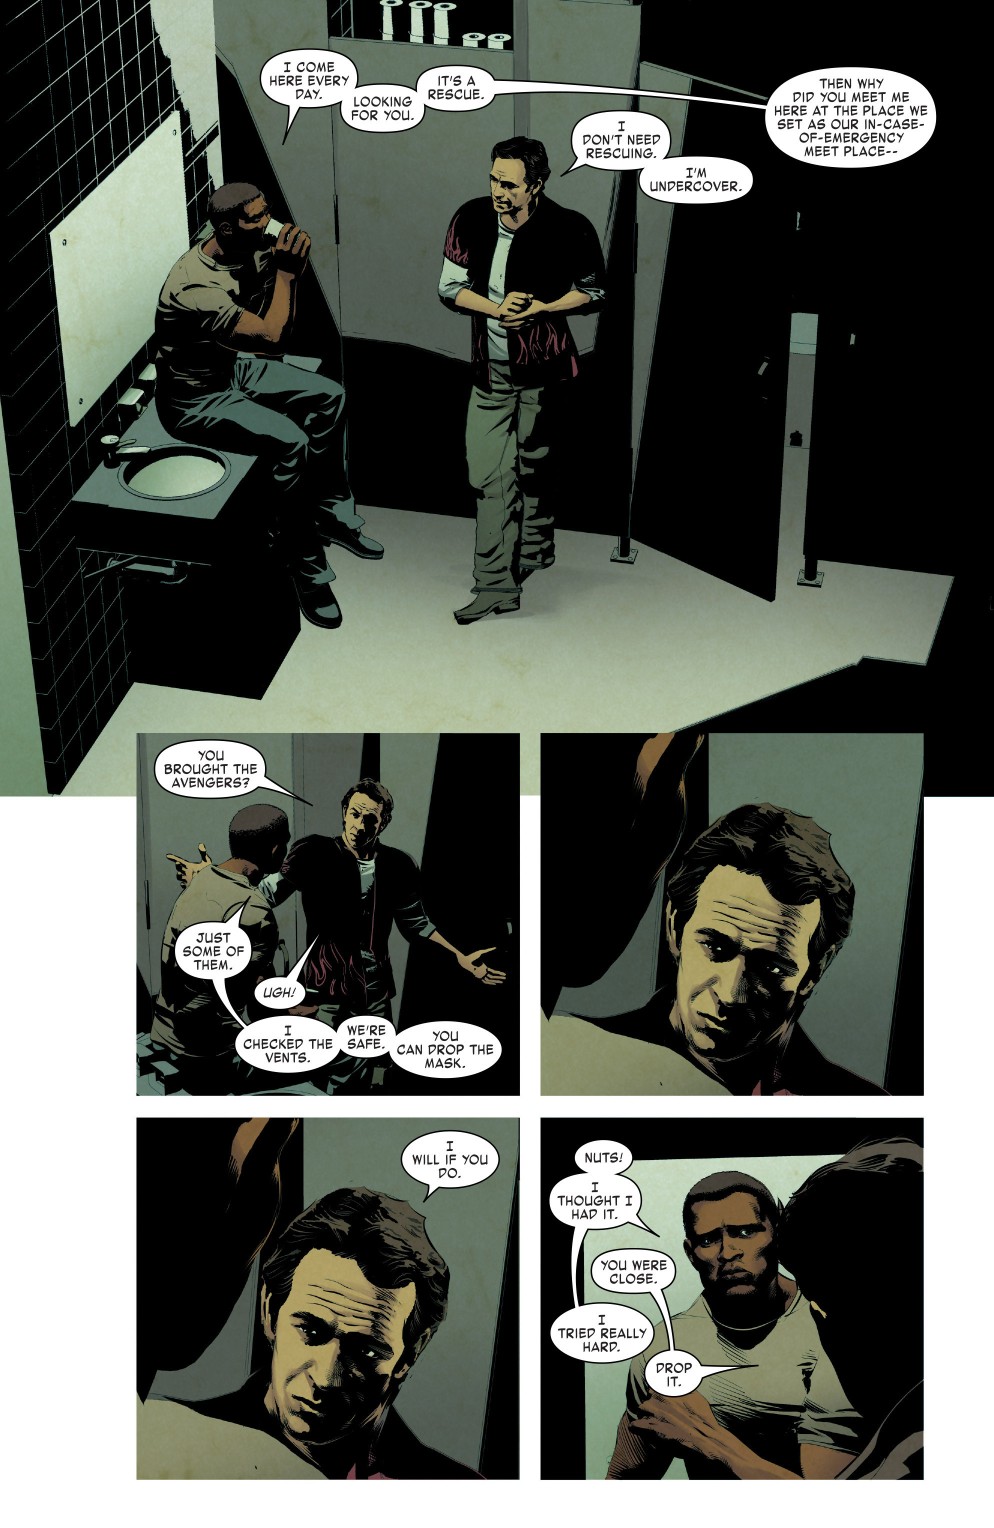 I
COME
HERE EVERY
DAY.
LOOKING
FOR YOU.
IT'S A
RESCUE.
I
DON'T NEED
RESCUING.
I'M
UNDERCOVER.
THEN WHY
DID YOU MEET ME
HERE AT THE PLACE WE
SET AS OUR IN-CASE-
OF-EMERGENCY
MEET PLACE--
YOU
BROUGHT THE
AVENGERS?
JUST
SOME OF
THEM.
UGH!
I
CHECKED THE
VENTS.
WE'RE
SAFE.
YOU
CAN DROP THE
MASK.
I
WILL IF YOU
DO.
NUTS!
I
THOUGHT I
HAD IT.
YOU WERE
CLOSE.
I
TRIED REALLY
HARD.
DROP
IT.